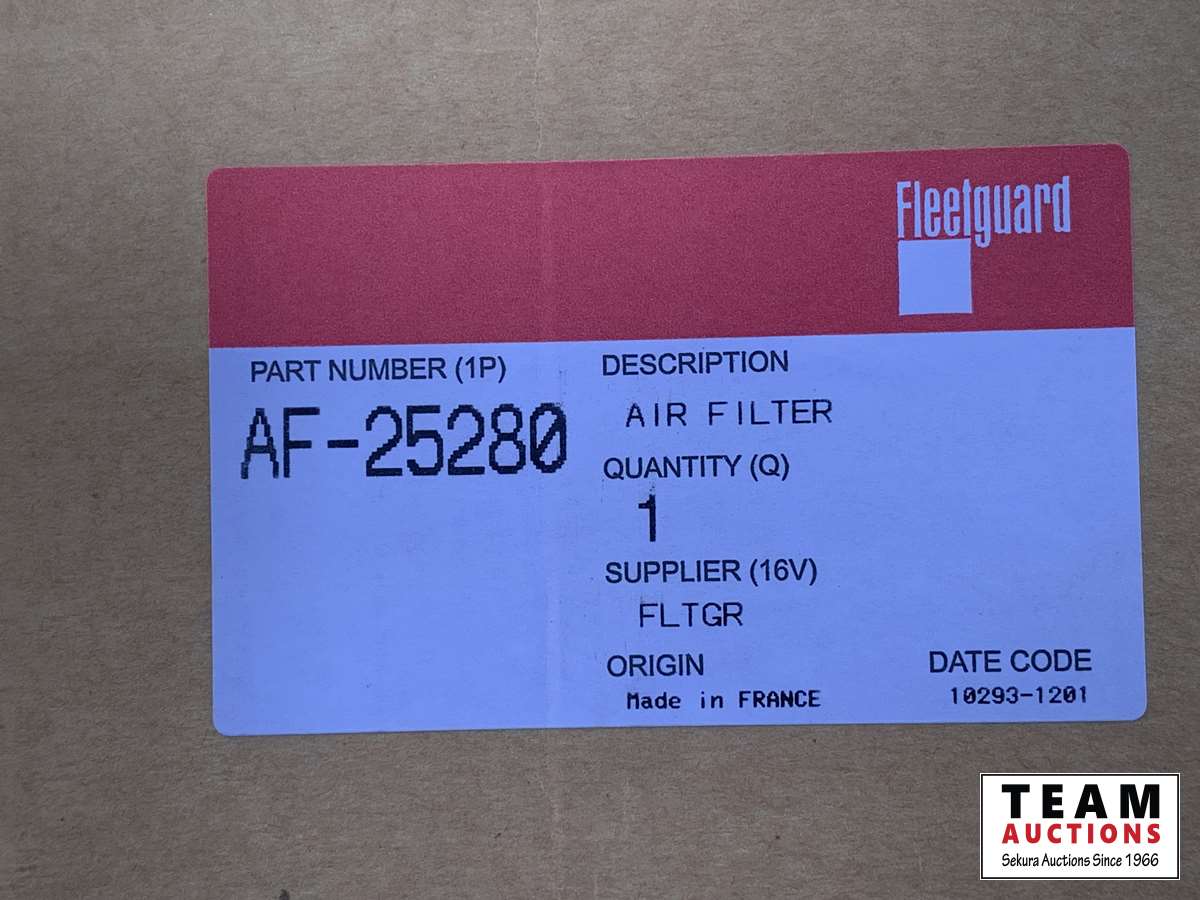 Fleetguard
PART NUMBER (1P)
AF-25280
DESCRIPTION
AIR FILTER
QUANTITY (Q)
1
SUPPLIER (16V)
FLTGR
ORIGIN
Made in FRANCE
DATE CODE
10293-1201
TEAM
AUCTIONS
Sekura Auctions Since 1966